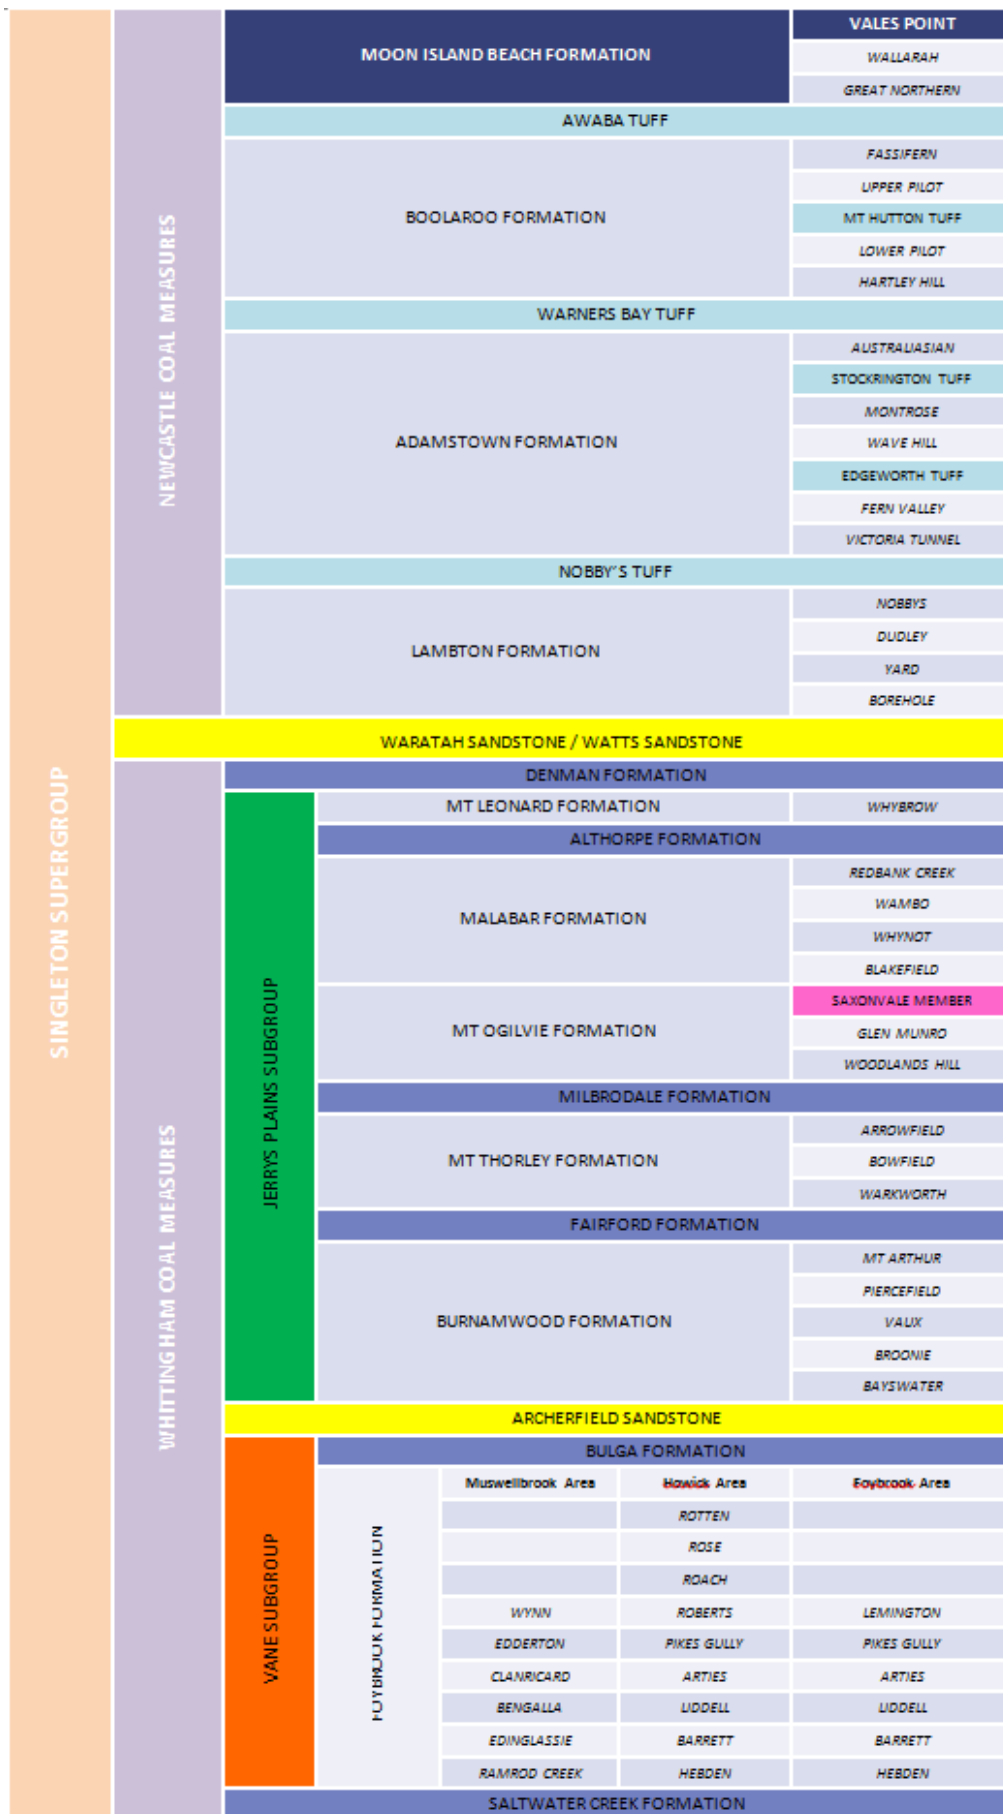 SINGLETON SUPERGROUP
NEWCASTLE COAL MEASURES
MOON ISLAND BEACH FORMATION
VALES POINT
WALLARAH
GREAT NORTHERN
AWABA TUFF
BOOLAROO FORMATION
FASSIFERN
UPPER PILOT
MT HUTTON TUFF
LOWER PILOT
HARTLEY HILL
WARNERS BAY TUFF
ADAMSTOWN FORMATION
AUSTRALIASIAN
STOCKRINGTON TUFF
MONTROSE
WAVE HILL
EDGEWORTH TUFF
FERN VALLEY
VICTORIA TUNNEL
NOBBY'S TUFF
LAMBTON FORMATION
NOBBYS
DUDLEY
YARD
BOREHOLE
WARATAH SANDSTONE / WATTS SANDSTONE
WHITTINGHAM COAL MEASURES
DENMAN FORMATION
JERRYS PLAINS SUBGROUP
MT LEONARD FORMATION
WHYBROW
ALTHORPE FORMATION
MALABAR FORMATION
REDBANK CREEK
WAMBO
WHYNOT
BLAKEFIELD
MT OGILVIE FORMATION
SAXONVALE MEMBER
GLEN MUNRO
WOODLANDS HILL
MILBRODALE FORMATION
MT THORLEY FORMATION
ARROWFIELD
BOWFIELD
WARKWORTH
FAIRFORD FORMATION
BURNAMWOOD FORMATION
MT ARTHUR
PIERCEFIELD
VAUX
BROONIE
BAYSWATER
ARCHERFIELD SANDSTONE
VANE SUBGROUP
BULGA FORMATION
FOYBROOK FORMATION
Muswellbrook Area Howick Area Foybrook Area
ROTTEN
ROSE
ROACH
WYNN ROBERTS LEMINGTON
EDDERTON PIKES GULLY PIKES GULLY
CLANRICARD ARTIES ARTIES
BENGALLA LIDDELL LIDDELL
EDINGLASSIE BARRETT BARRETT
RAMROD CREEK HEBDEN HEBDEN
SALTWATER CREEK FORMATION